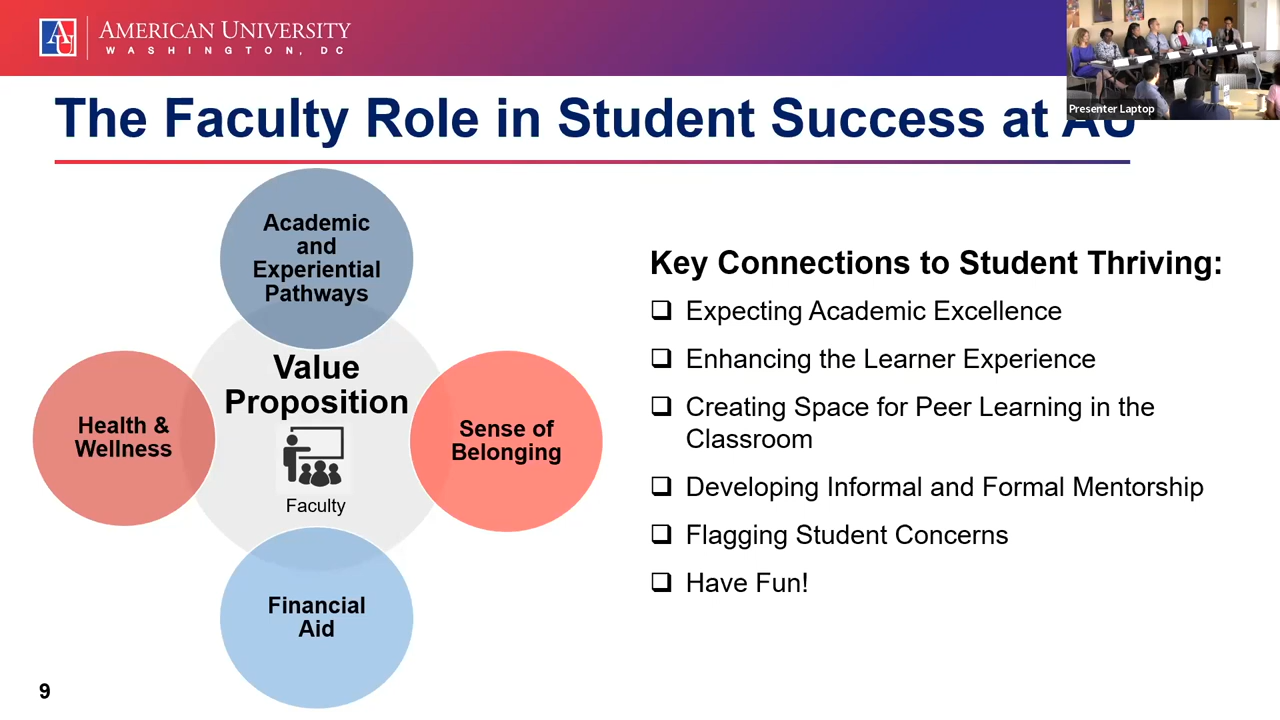 AMERICAN UNIVERSITY
WASHINGTON, DC
Presenter Laptop
The Faculty Role in Student Success at AU
Academic
and
Experiential
Pathways
Value
Proposition
Faculty
Health &
Wellness
Sense of
Belonging
Financial
Aid
Key Connections to Student Thriving:
❑ Expecting Academic Excellence
❑ Enhancing the Learner Experience
❑ Creating Space for Peer Learning in the
Classroom
❑ Developing Informal and Formal Mentorship
❑ Flagging Student Concerns
❑ Have Fun!
9